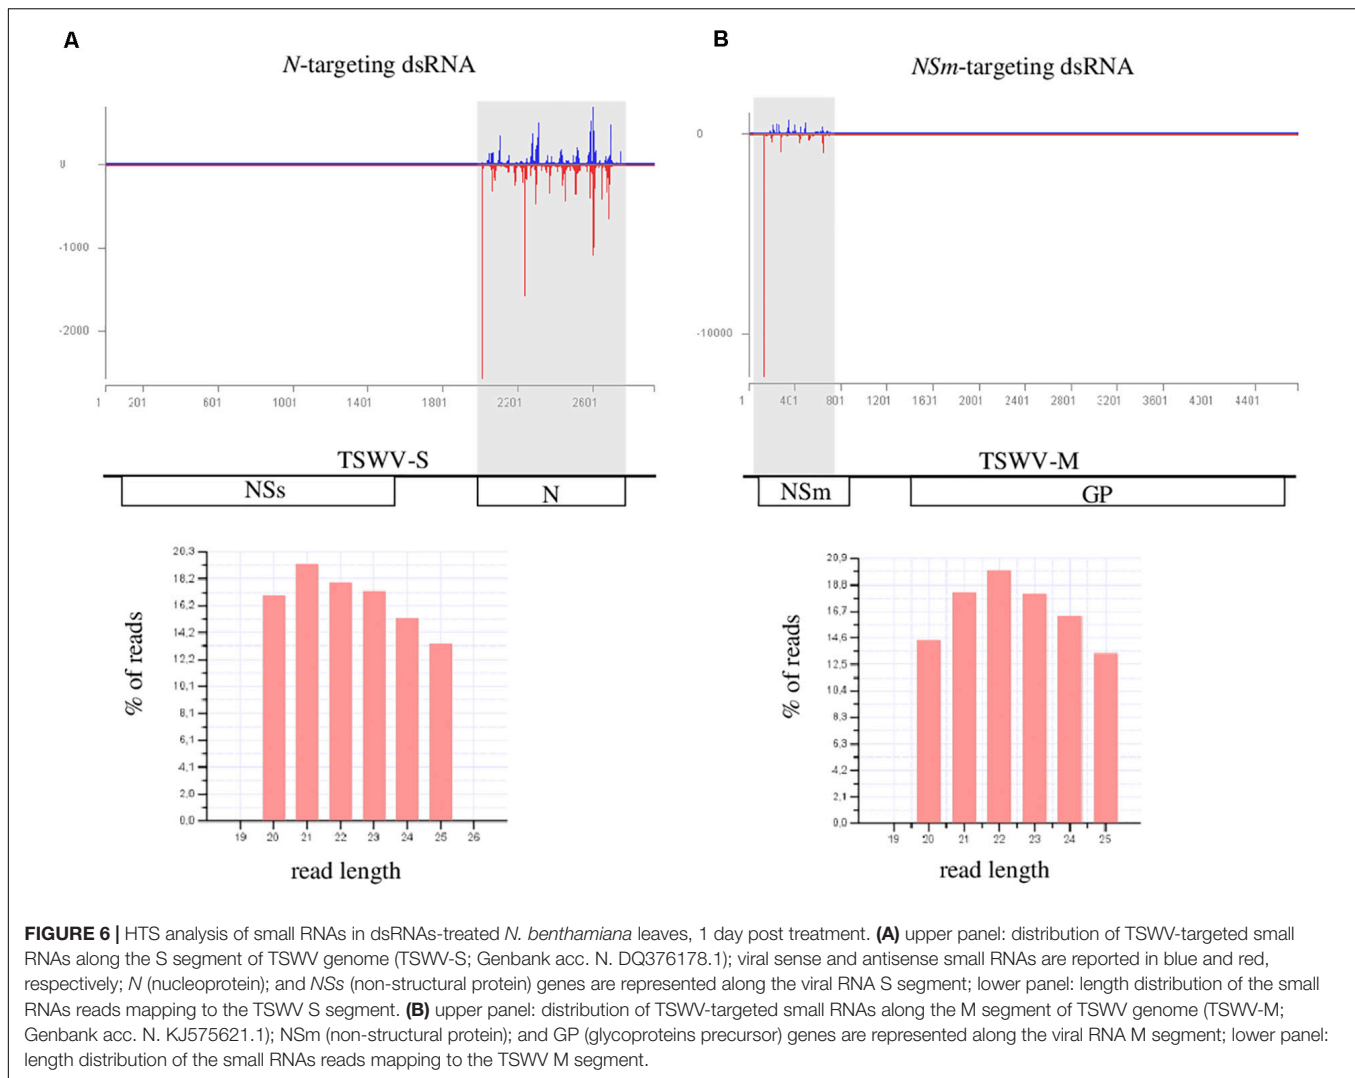 A
B
N-targeting dsRNA
NSm-targeting dsRNA
0
-1000
-2000
1 201 601 1001 1401 1801 2201 2601
0
-10000
1 401 801 1201 1601 2001 2401 2801 3201 3601 4001 4401
TSWV-S
NSs
N
TSWV-M
NSm
GP
20,3
18,2
16,2
14,2
12,2
10,1
8,1
6,1
4,1
2,0
0,0
% of reads
19 20 21 22 23 24 25 26
read length
20,9
18,8
16,7
14,6
12,5
10,4
8,3
6,3
4,2
2,1
0,0
% of reads
19 20 21 22 23 24 25
read length
FIGURE 6 | HTS analysis of small RNAs in dsRNAs-treated N. benthamiana leaves, 1 day post treatment. (A) upper panel: distribution of TSWV-targeted small
RNAs along the S segment of TSWV genome (TSWV-S; Genbank acc. N. DQ376178.1); viral sense and antisense small RNAs are reported in blue and red,
respectively; N (nucleoprotein); and NSs (non-structural protein) genes are represented along the viral RNA S segment; lower panel: length distribution of the small
RNAs reads mapping to the TSWV S segment. (B) upper panel: distribution of TSWV-targeted small RNAs along the M segment of TSWV genome (TSWV-M;
Genbank acc. N. KJ575621.1); NSm (non-structural protein); and GP (glycoproteins precursor) genes are represented along the viral RNA M segment; lower panel:
length distribution of the small RNAs reads mapping to the TSWV M segment.